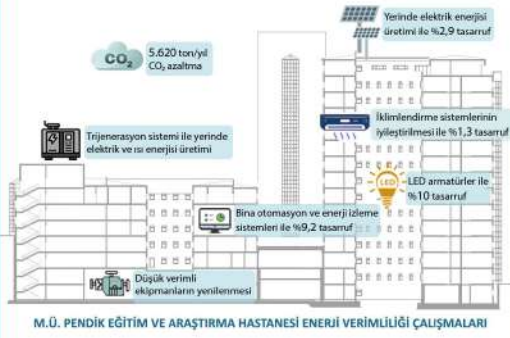 Yerinde elektrik enerjisi
üretimi ile %2,9 tasarruf
CO₂
5.620 ton/yıl
CO₂ azaltma
İklimlendirme sistemlerinin
iyileştirilmesi ile %1,3 tasarruf
Trijenerasyon sistemi ile yerinde
elektrik ve ısı enerjisi üretimi
LED
LED armatürler ile
%10 tasarruf
Bina otomasyon ve enerji izleme
sistemleri ile %9,2 tasarruf
Düşük verimli
ekipmanların yenilenmesi
M.Ü. PENDİK EĞİTİM VE ARAŞTIRMA HASTANESİ ENERJİ VERİMLİLİĞİ ÇALIŞMALARI